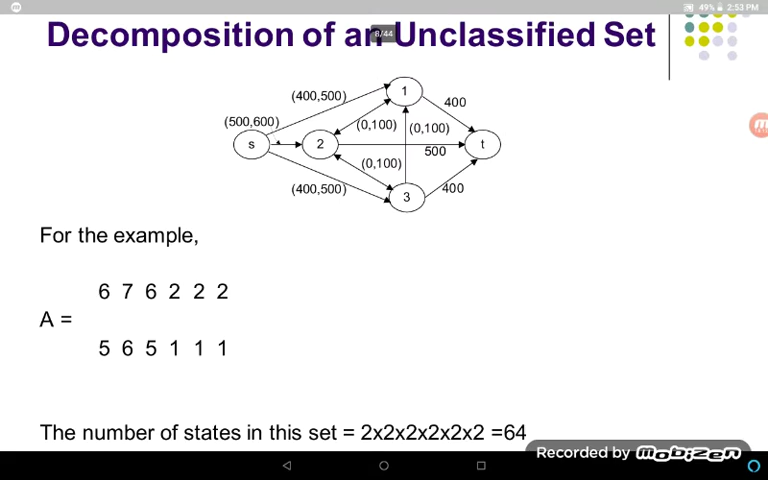 49% 2:53 PM
Decomposition of an Unclassified Set
8/44
(400,500)
1
400
(500,600)
(0,100)
(0,100)
s
2
500
t
(0,100)
(400,500)
3
400
For the example,
6 7 6 2 2 2
A =
5 6 5 1 1 1
The number of states in this set = 2x2x2x2x2x2 =64
Recorded by mobizen